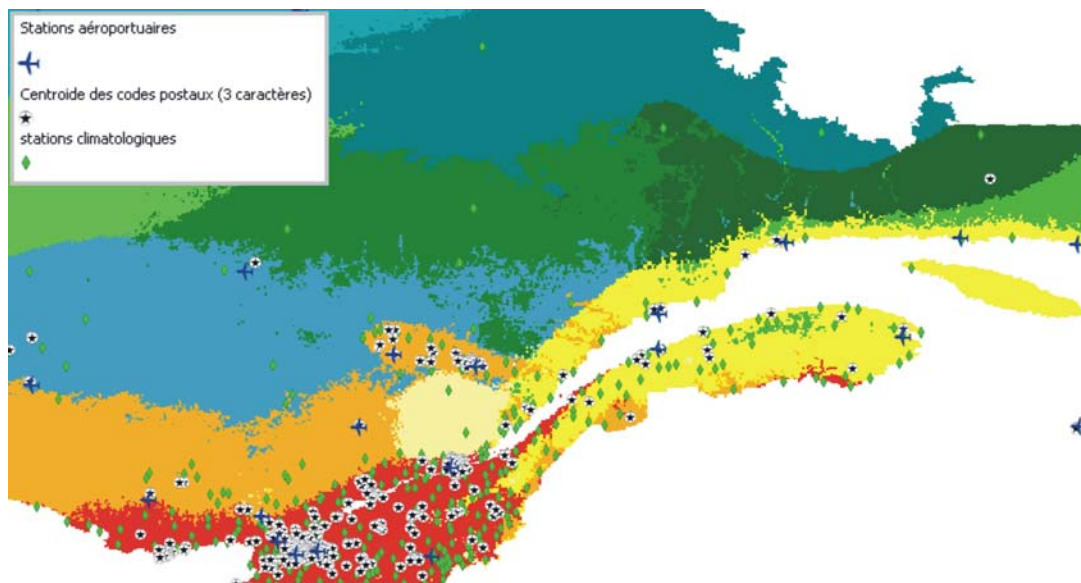 Stations aéroportuaires
Centroide des codes postaux (3 caractères)
stations climatologiques